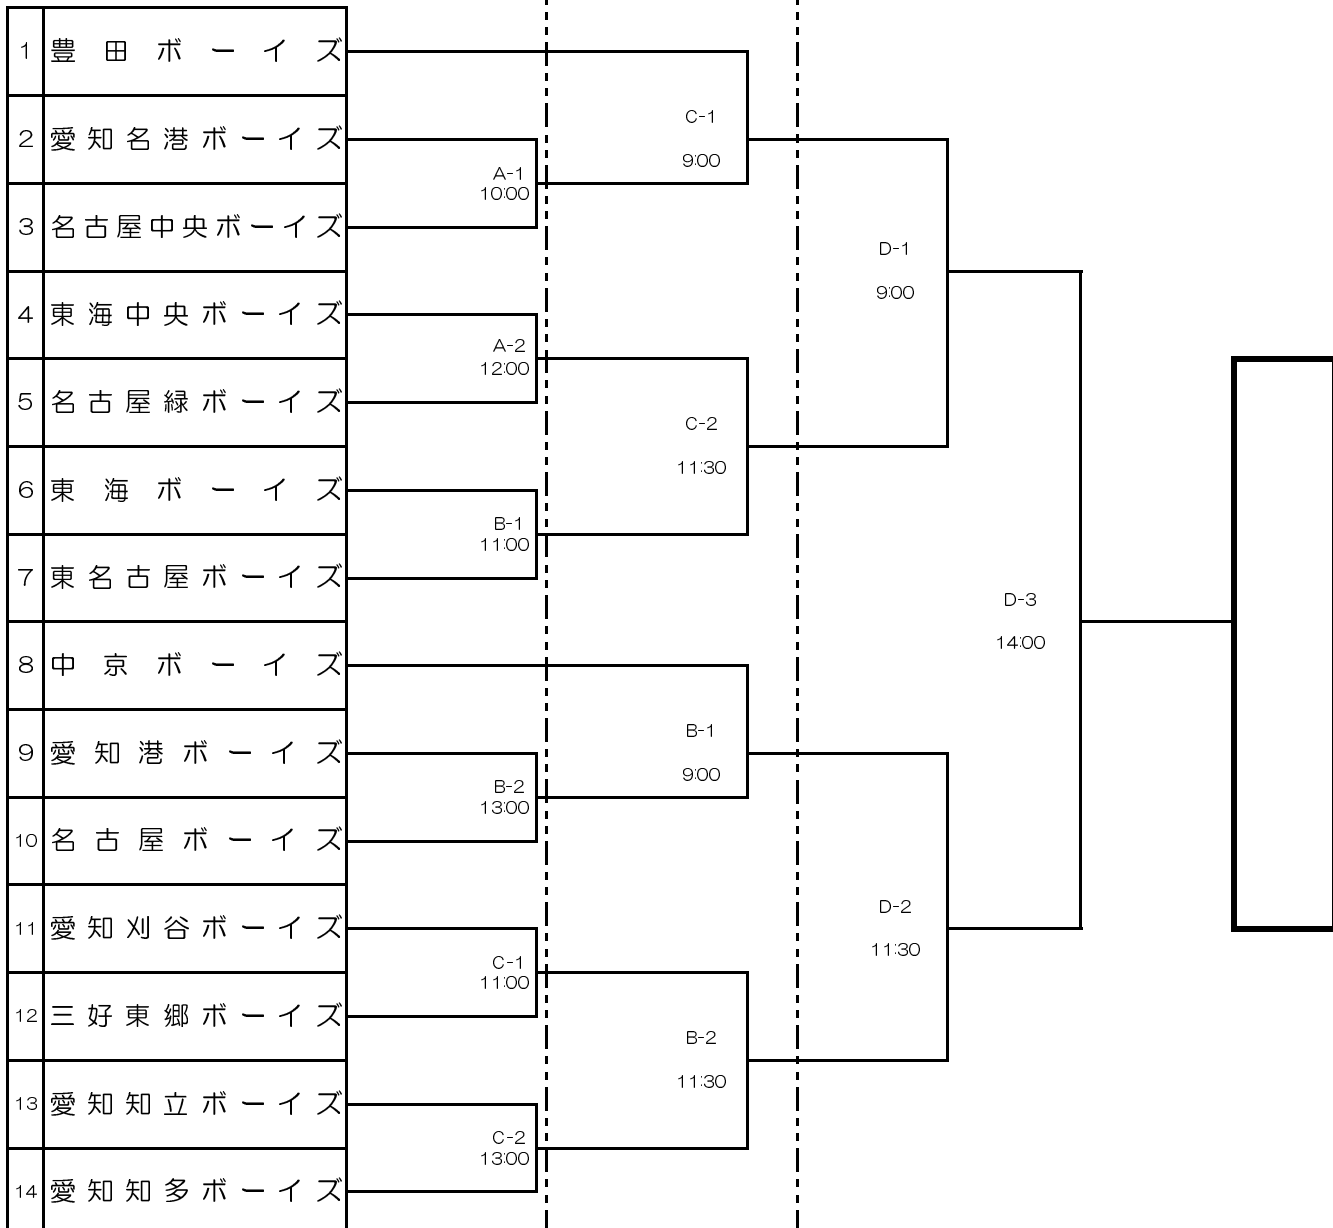 1 豊田ボーイズ
2 愛知名港ボーイズ
3 名古屋中央ボーイズ
4 東海中央ボーイズ
5 名古屋緑ボーイズ
6 東海ボーイズ
7 東名古屋ボーイズ
8 中京ボーイズ
9 愛知港ボーイズ
10 名古屋ボーイズ
11 愛知刈谷ボーイズ
12 三好東郷ボーイズ
13 愛知知立ボーイズ
14 愛知知多ボーイズ
A-1
10:00
A-2
12:00
B-1
11:00
B-2
13:00
C-1
11:00
C-2
13:00
C-1
9:00
C-2
11:30
B-1
9:00
B-2
11:30
D-1
9:00
D-2
11:30
D-3
14:00